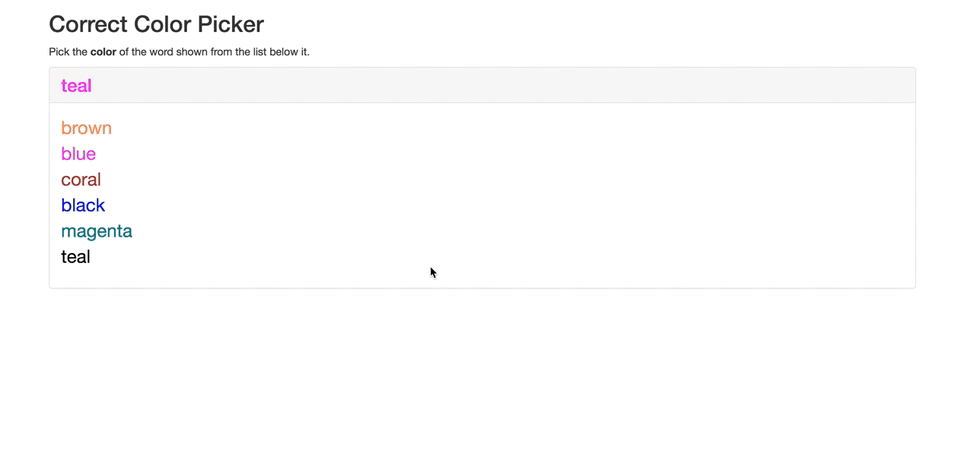 Correct Color Picker
Pick the color of the word shown from the list below it.
teal
brown
blue
coral
black
magenta
teal